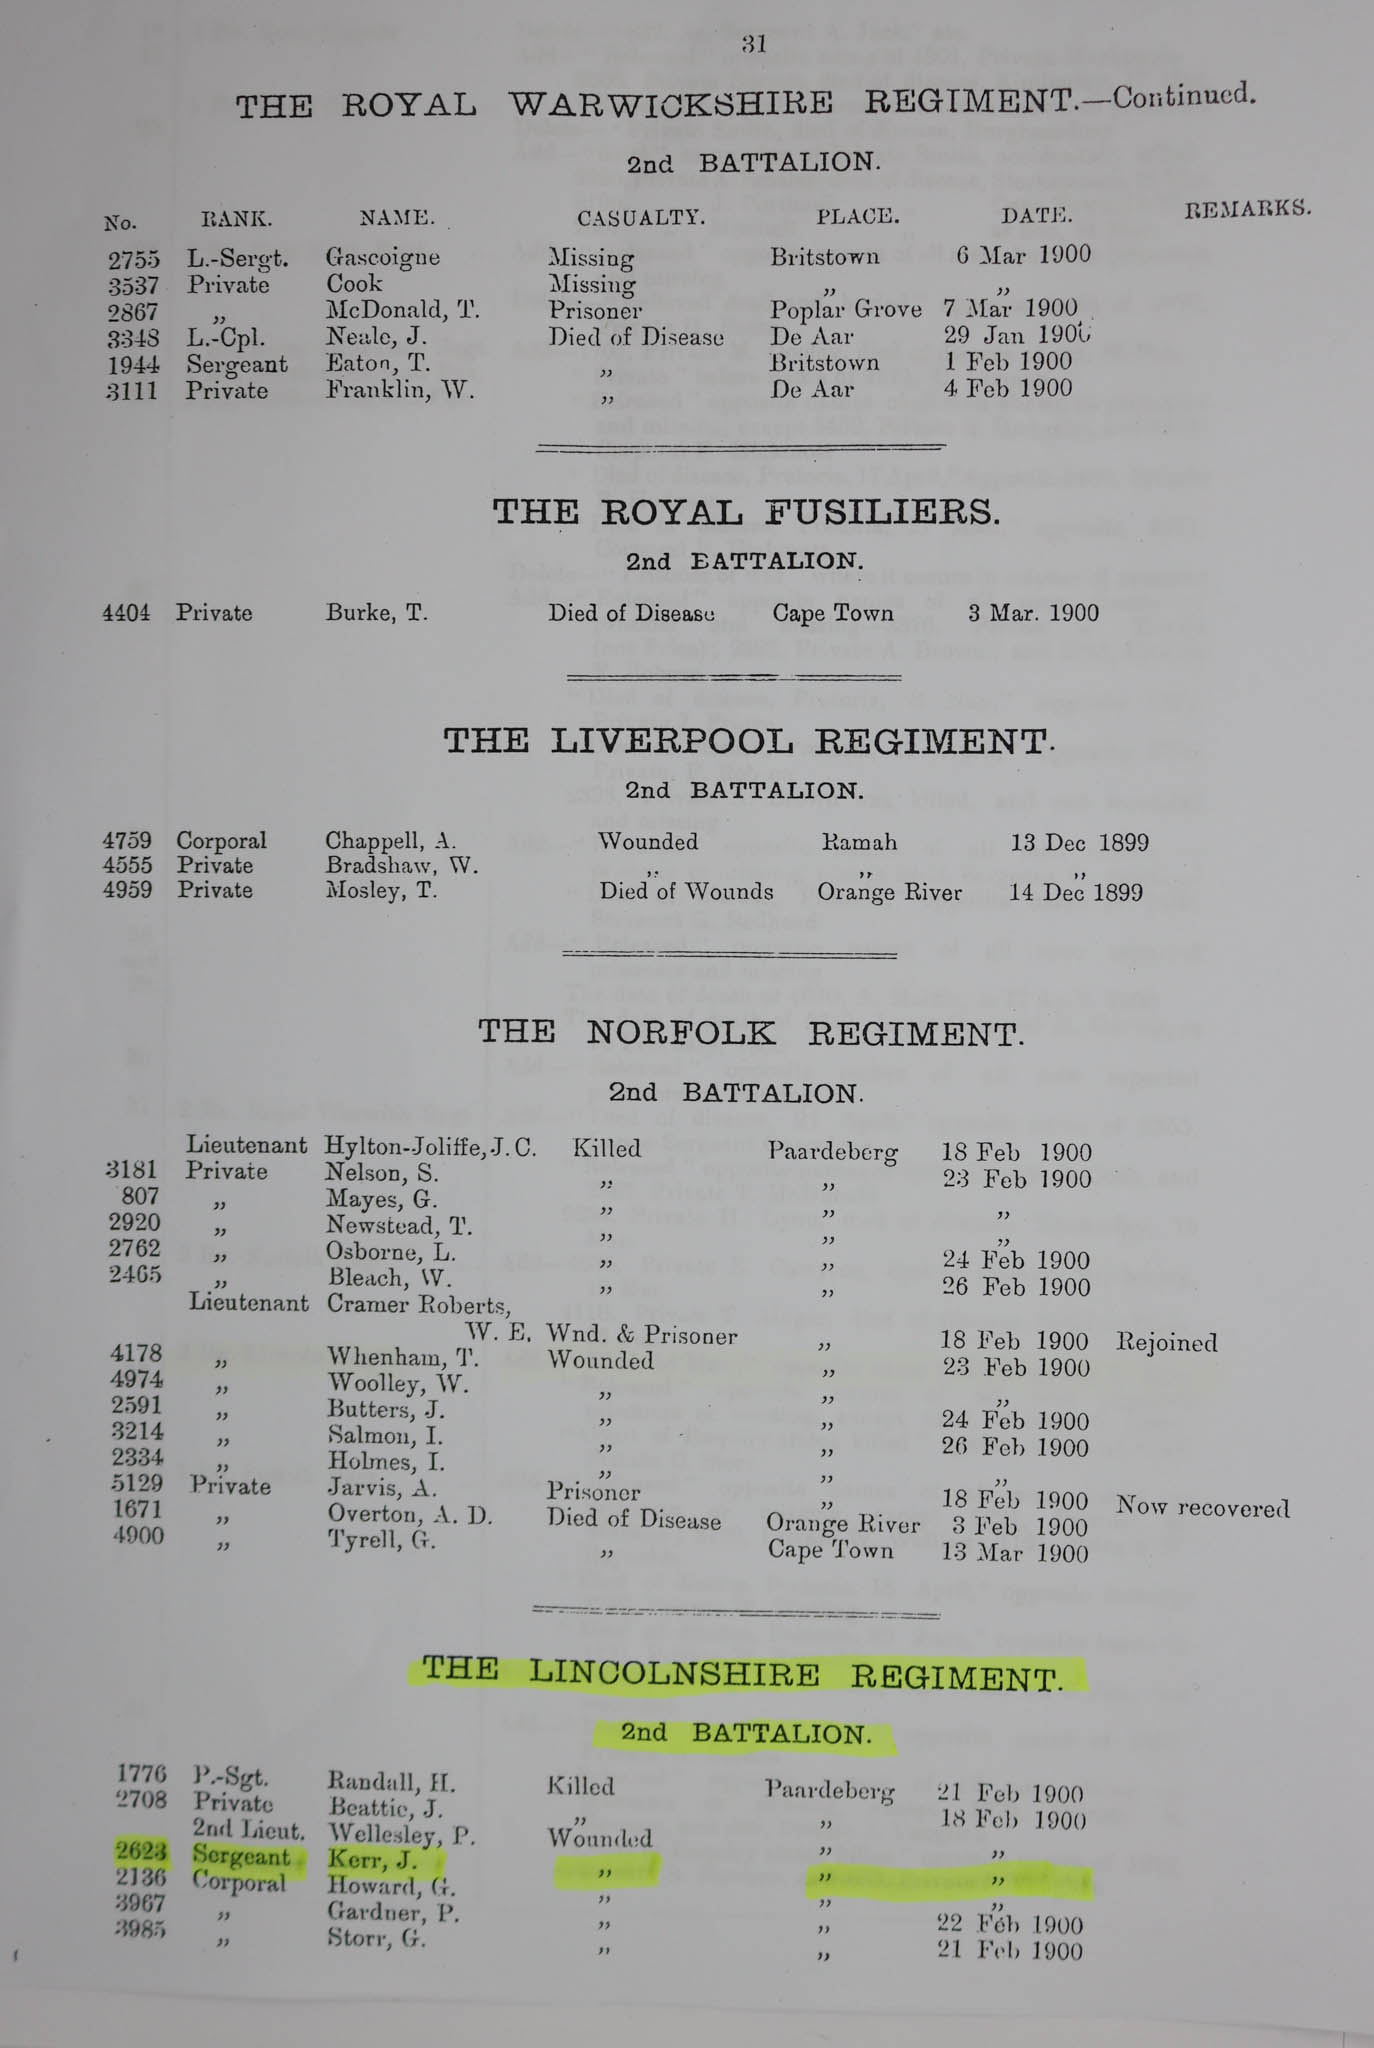 31
THE ROYAL WARWICKSHIRE REGIMENT.—Continued.
2nd BATTALION.
No. RANK. NAME. CASUALTY. PLACE. DATE. REMARKS.
2755 L.-Sergt. Gascoigne Missing Britstown 6 Mar 1900
3537 Private Cook Missing „ „
2867 „ McDonald, T. Prisoner Poplar Grove 7 Mar 1900
3348 L.-Cpl. Neale, J. Died of Disease De Aar 29 Jan 1900
1944 Sergeant Eaton, T. „ Britstown 1 Feb 1900
3111 Private Franklin, W. „ De Aar 4 Feb 1900
THE ROYAL FUSILIERS.
2nd BATTALION.
4404 Private Burke, T. Died of Disease Cape Town 3 Mar. 1900
THE LIVERPOOL REGIMENT.
2nd BATTALION.
4759 Corporal Chappell, A. Wounded Ramah 13 Dec 1899
4555 Private Bradshaw, W. „ „ „
4959 Private Mosley, T. Died of Wounds Orange River 14 Dec 1899
THE NORFOLK REGIMENT.
2nd BATTALION.
Lieutenant Hylton-Joliffe, J.C. Killed Paardeberg 18 Feb 1900
3181 Private Nelson, S. „ „ 23 Feb 1900
807 „ Mayes, G. „ „ „
2920 „ Newstead, T. „ „ „
2762 „ Osborne, L. „ „ 24 Feb 1900
2465 „ Bleach, W. „ „ 26 Feb 1900
Lieutenant Cramer Roberts,
W. E. Wnd. & Prisoner „ 18 Feb 1900 Rejoined
4178 „ Whenham, T. Wounded „ 23 Feb 1900
4974 „ Woolley, W. „ „ „
2591 „ Butters, J. „ „ 24 Feb 1900
3214 „ Salmon, I. „ „ 26 Feb 1900
2334 „ Holmes, I. „ „ „
5129 Private Jarvis, A. Prisoner „ 18 Feb 1900 Now recovered
1671 „ Overton, A. D. Died of Disease Orange River 3 Feb 1900
4900 „ Tyrell, G. „ Cape Town 13 Mar 1900
THE LINCOLNSHIRE REGIMENT.
2nd BATTALION.
1776 P.-Sgt. Randall, H. Killed Paardeberg 21 Feb 1900
2708 Private Beattie, J. „ „ 18 Feb 1900
2nd Lieut. Wellesley, P. Wounded „ „
2623 Sergeant Kerr, J. „ „ „
2136 Corporal Howard, G. „ „ „
3967 „ Gardner, P. „ „ 22 Feb 1900
3985 „ Storr, G. „ „ 21 Feb 1900